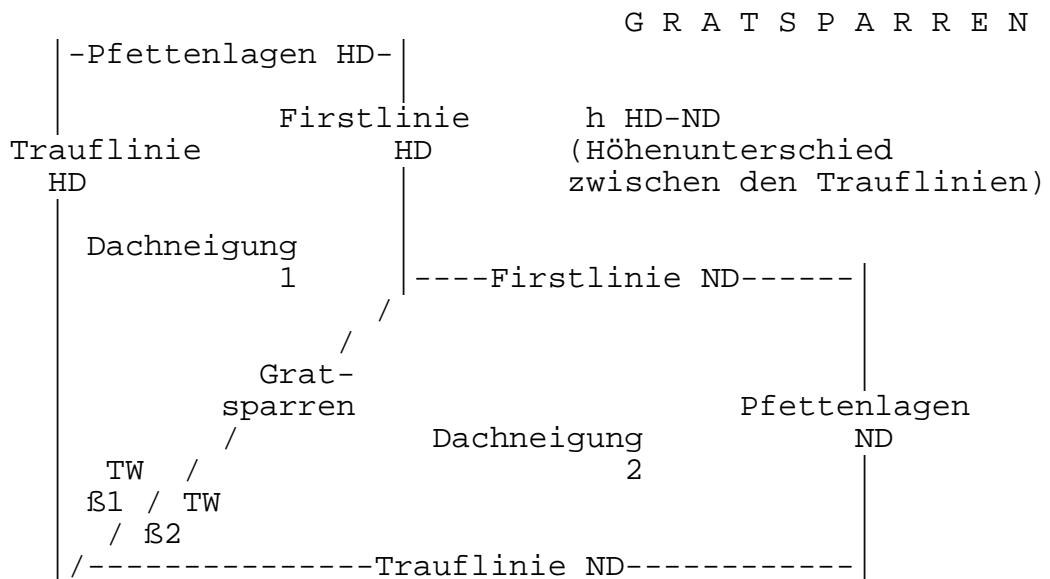 G R A T S P A R R E N
|-Pfettenlagen HD-|
Firstlinie h HD-ND
Trauflinie HD (Höhenunterschied
HD zwischen den Trauflinien)
Dachneigung
1 |----Firstlinie ND------|
/
/
Grat-
sparren Pfettenlagen
/ Dachneigung ND
TW / 2
ß1 / TW
/ ß2
|/---------------Trauflinie ND------------|